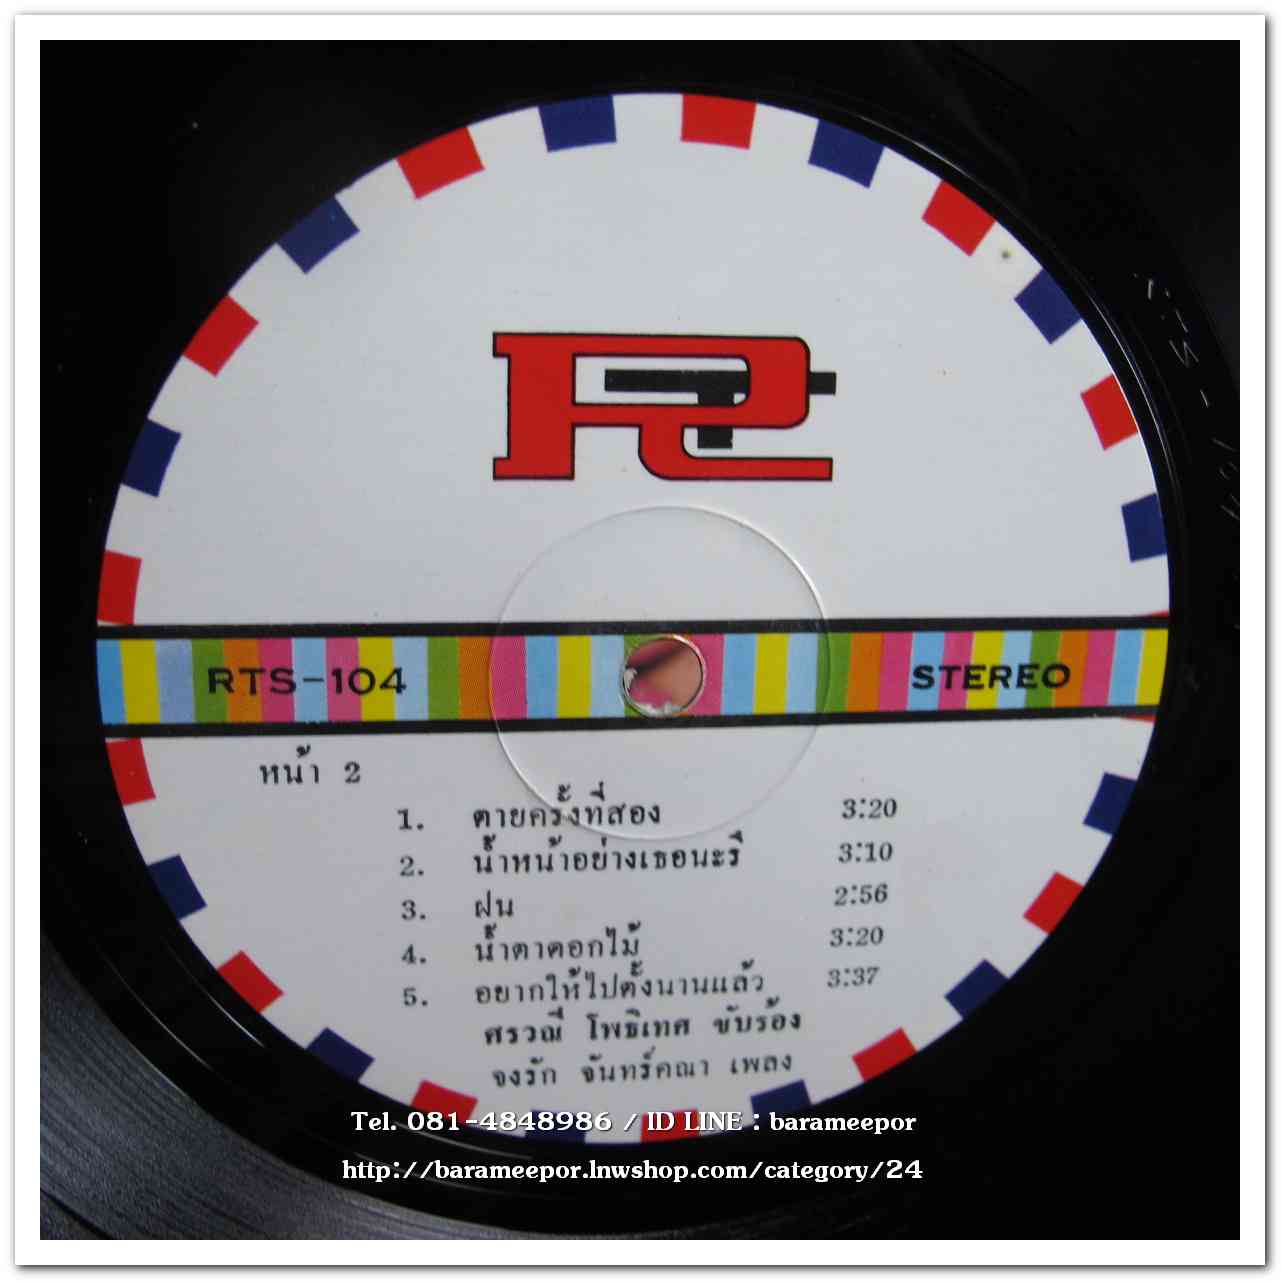 RT
RTS-104 STEREO
หน้า 2
1. ตายครั้งที่สอง 3:20
2. น้ำหน้าอย่างเธอนะรึ 3:10
3. ฝน 2:56
4. น้ำตาดอกไม้ 3:20
5. อยากให้ไปตั้งนานแล้ว 3:37
ศรวณี โพธิเทศ ขับร้อง
จงรัก จันทร์คณา เพลง
Tel. 081-4848986 / ID LINE : barameepor
http://barameepor.lnwshop.com/category/24